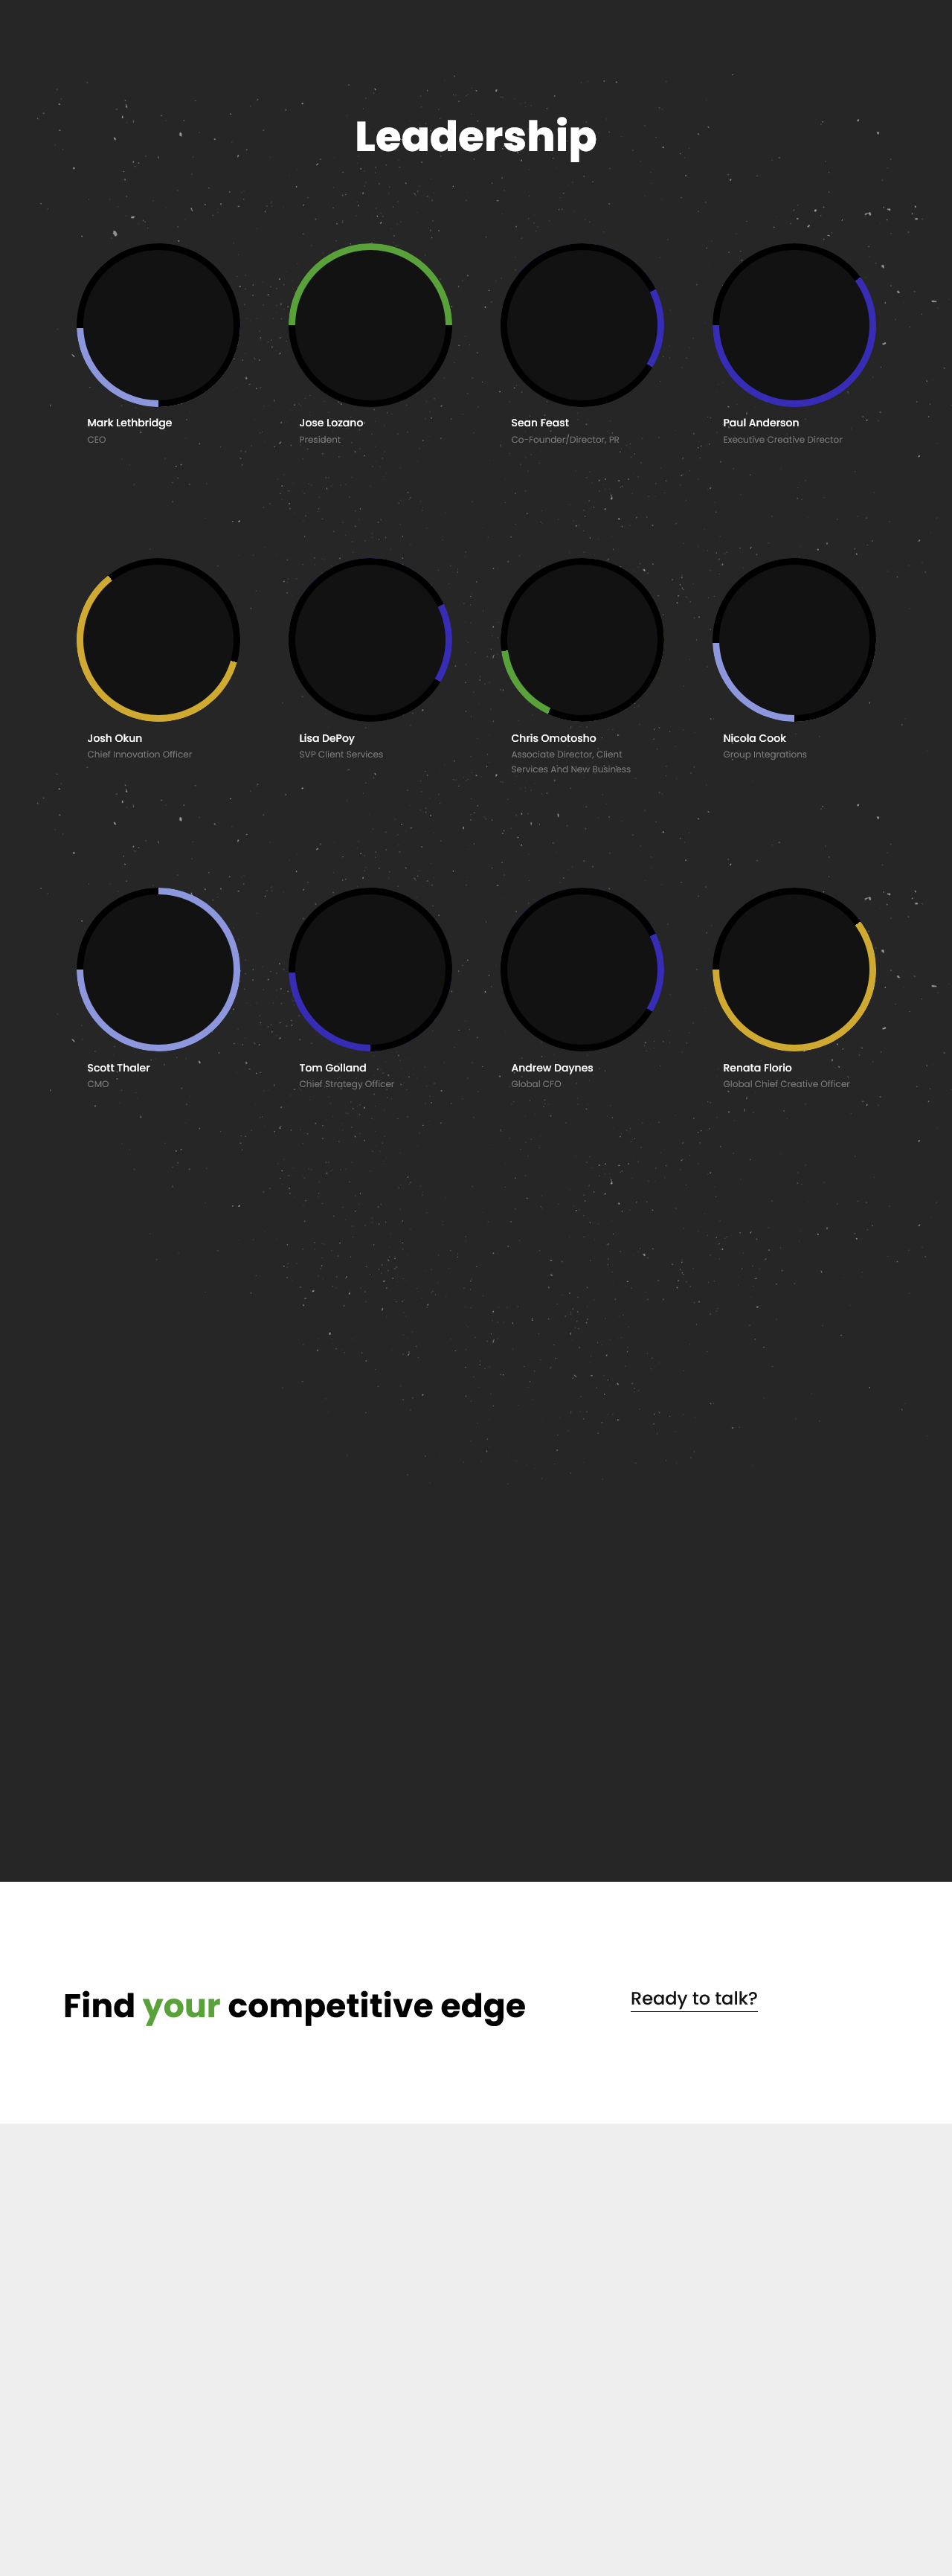 Leadership
Mark Lethbridge
CEO
Jose Lozano
President
Sean Feast
Co-Founder/Director, PR
Paul Anderson
Executive Creative Director
Josh Okun
Chief Innovation Officer
Lisa DePoy
SVP Client Services
Chris Omotosho
Associate Director, Client
Services And New Business
Nicola Cook
Group Integrations
Scott Thaler
CMO
Tom Golland
Chief Strategy Officer
Andrew Daynes
Global CFO
Renata Florio
Global Chief Creative Officer
Find your competitive edge
Ready to talk?